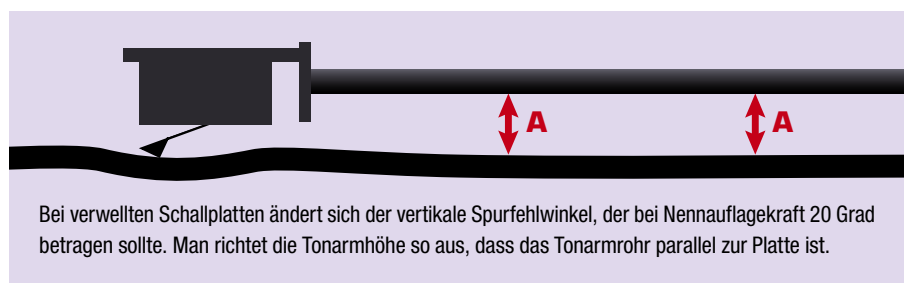 A A
Bei verwellten Schallplatten ändert sich der vertikale Spurfehlwinkel, der bei Nennauflagekraft 20 Grad
betragen sollte. Man richtet die Tonarmhöhe so aus, dass das Tonarmrohr parallel zur Platte ist.